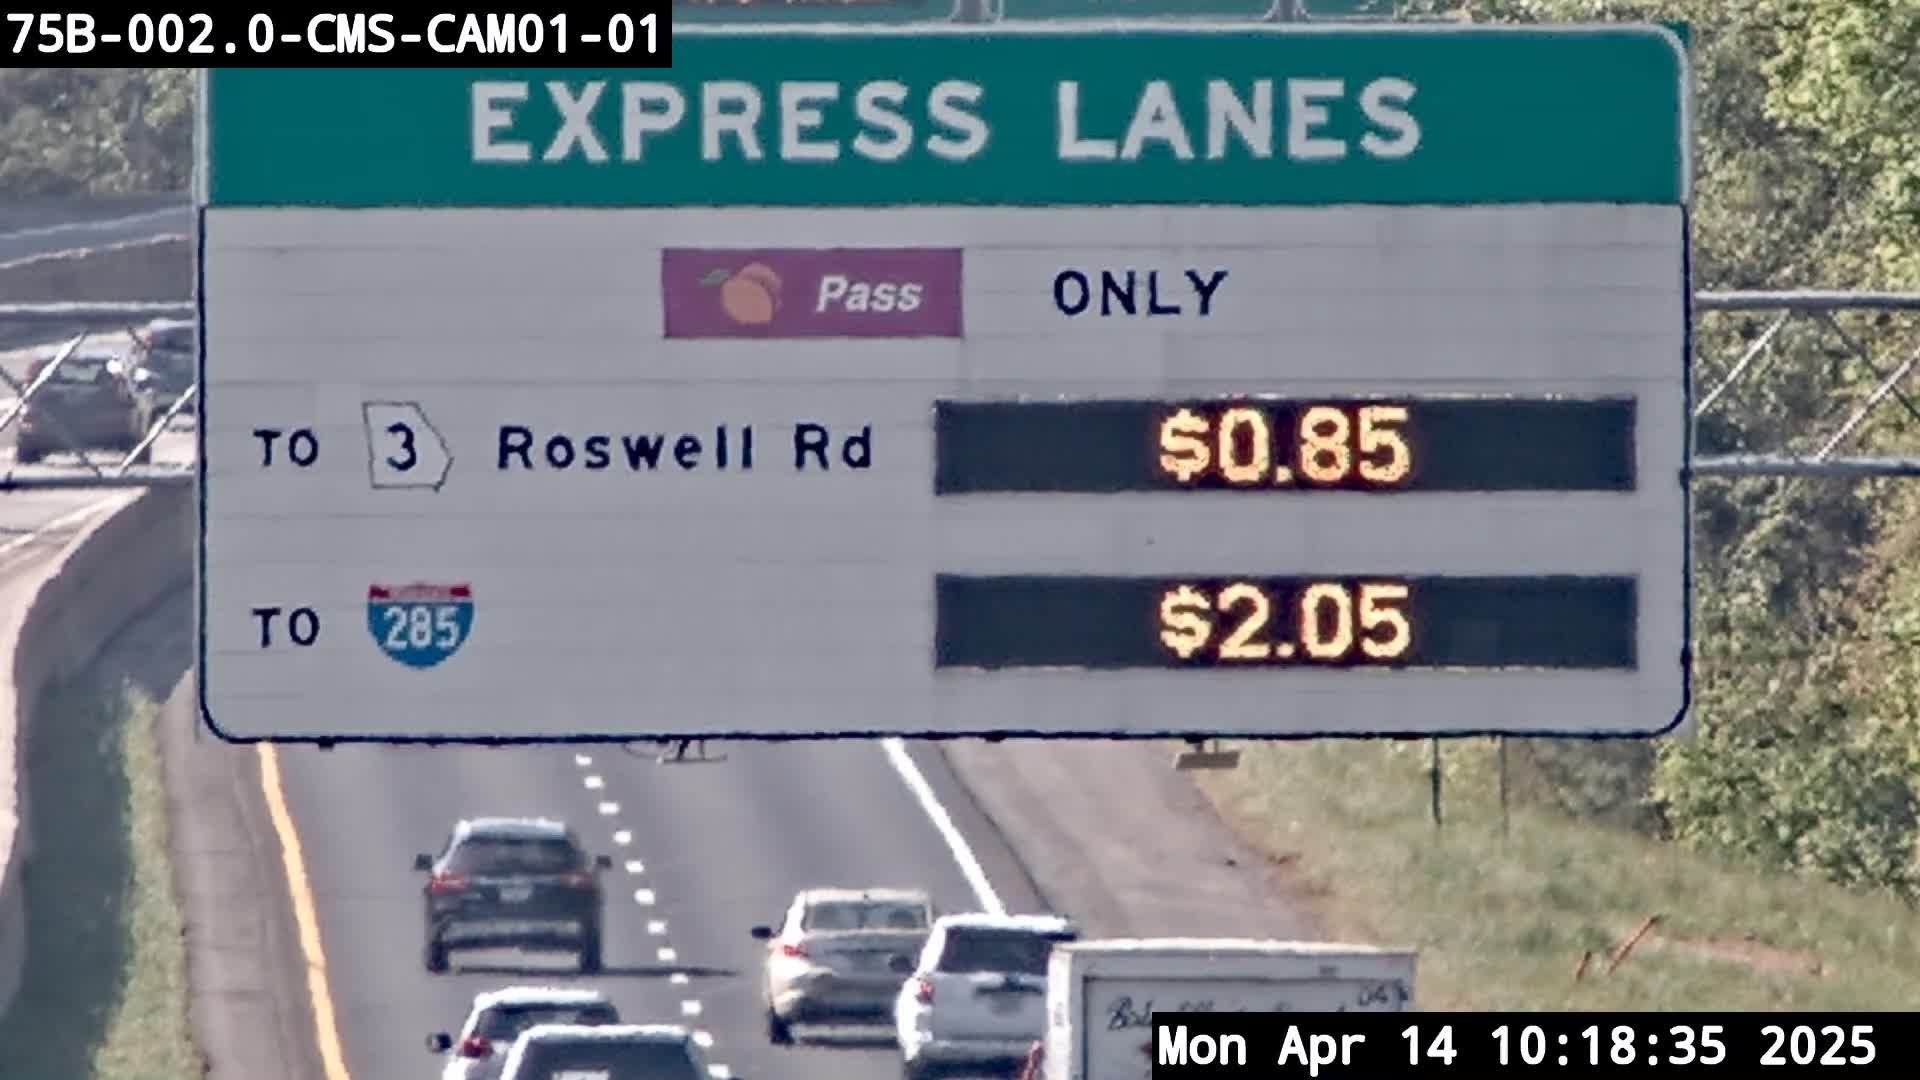 75B-002.0-CMS-CAM01-01
EXPRESS LANES
Pass ONLY
TO 3 Roswell Rd $0.85
TO 285 $2.05
Mon Apr 14 10:18:35 2025